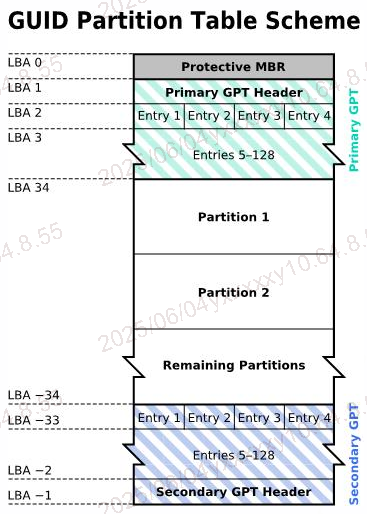 GUID Partition Table Scheme
LBA 0
Protective MBR
LBA 1
Primary GPT Header
LBA 2
Entry 1 Entry 2 Entry 3 Entry 4
LBA 3
Entries 5–128
Primary GPT
LBA 34
Partition 1
Partition 2
Remaining Partitions
LBA −34
LBA −33
Entry 1 Entry 2 Entry 3 Entry 4
Entries 5–128
LBA −2
Secondary GPT Header
LBA −1
Secondary GPT